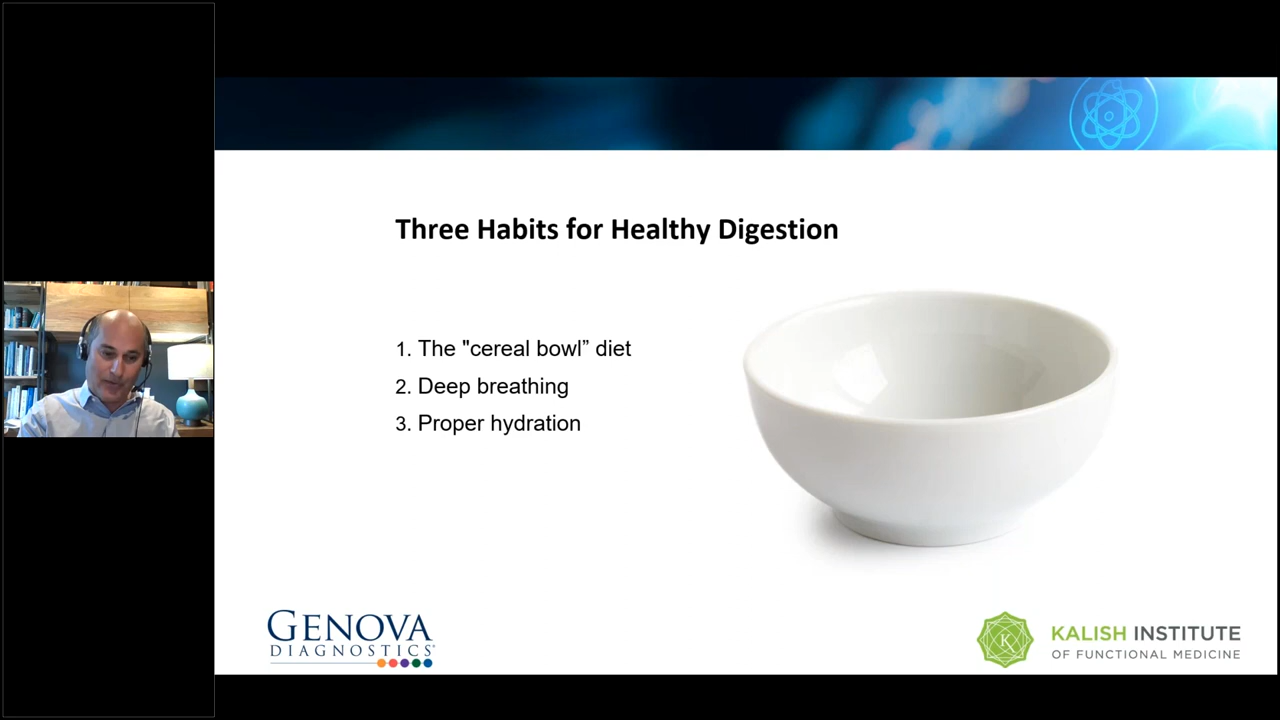 Three Habits for Healthy Digestion
1. The "cereal bowl” diet
2. Deep breathing
3. Proper hydration
GENOVA
DIAGNOSTICS
K
KALISH INSTITUTE
OF FUNCTIONAL MEDICINE